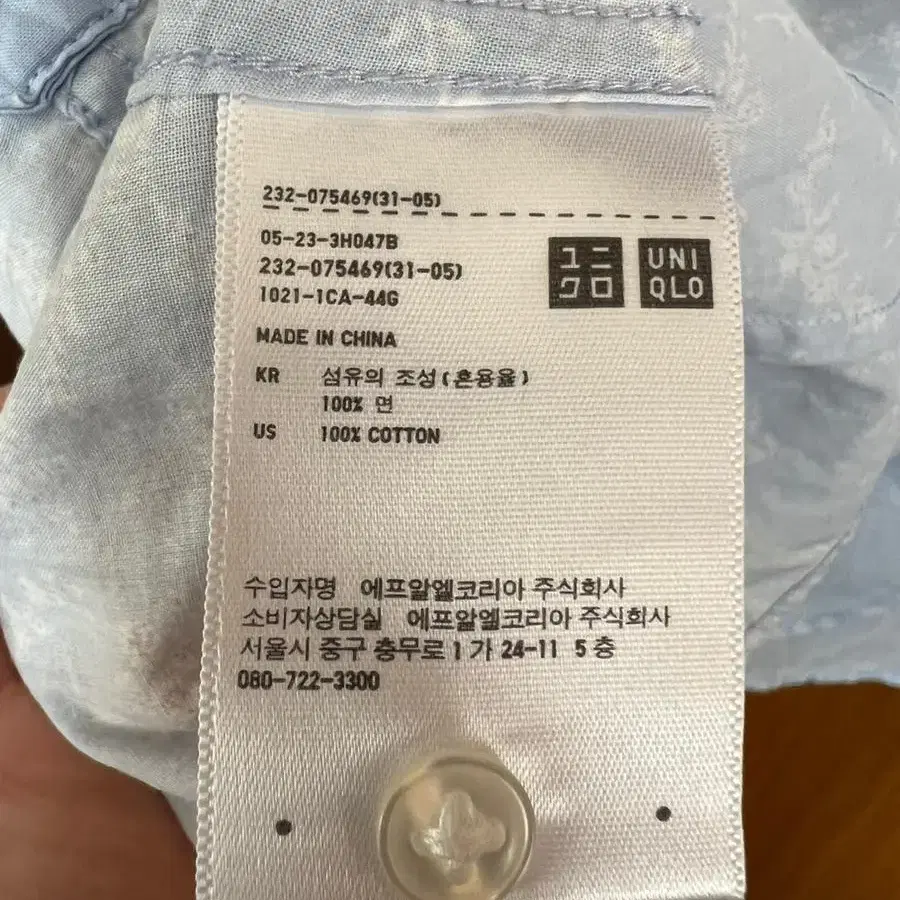 232-075469(31-05)
05-23-3H047B
232-075469(31-05)
1021-1CA-44G
ユニ
クロ
UNI
QLO
MADE IN CHINA
KR 섬유의 조성(혼용율)
100% 면
US 100% COTTON
수입자명 에프알엘코리아 주식회사
소비자상담실 에프알엘코리아 주식회사
서울시 중구 충무로 1 가 24-11 5 층
080-722-3300